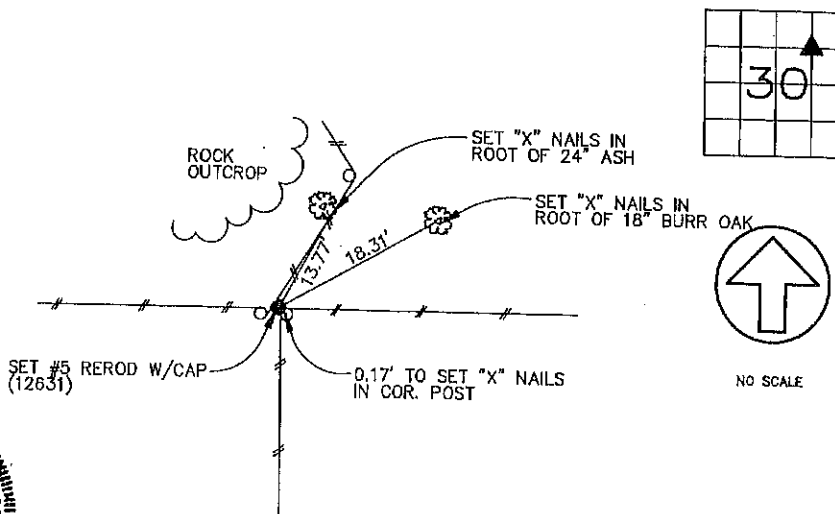 30
ROCK
OUTCROP
SET "X" NAILS IN
ROOT OF 24" ASH
SET "X" NAILS IN
ROOT OF 18" BURR OAK
13.77'
18.31'
SET #5 REROD W/CAP
(12631)
0.17' TO SET "X" NAILS
IN COR. POST
NO SCALE